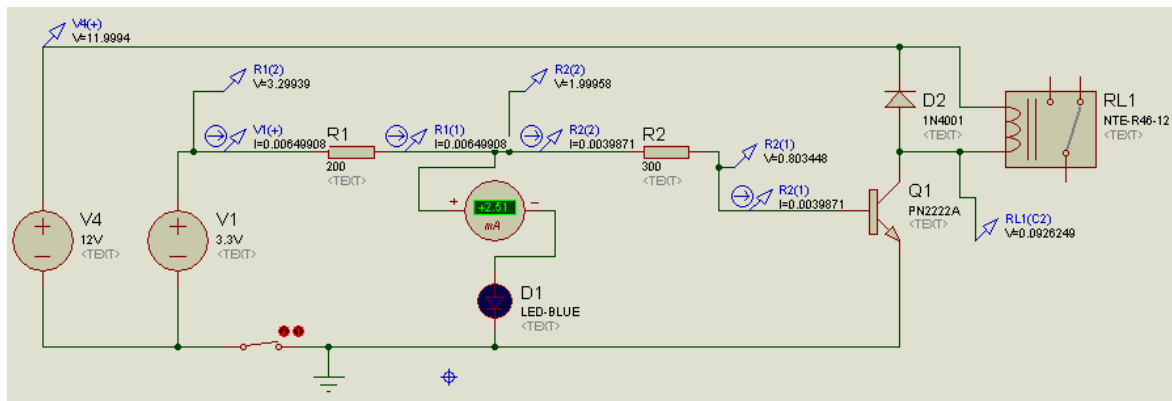 V4(+)
V=11.9994
R1(2)
V=3.29939
R2(2)
V=1.99958
D2
1N4001
<TEXT>
RL1
NTE-R46-12
<TEXT>
V1(+)
I=0.00649908
R1
200
<TEXT>
R1(1)
I=0.00649908
R2(2)
I=0.0039871
R2
300
<TEXT>
R2(1)
V=0.803448
R2(1)
I=0.0039871
Q1
PN2222A
<TEXT>
RL1(C2)
V=0.0926249
+2.51
mA
+
−
V4
12V
<TEXT>
+
−
V1
3.3V
<TEXT>
+
−
D1
LED-BLUE
<TEXT>